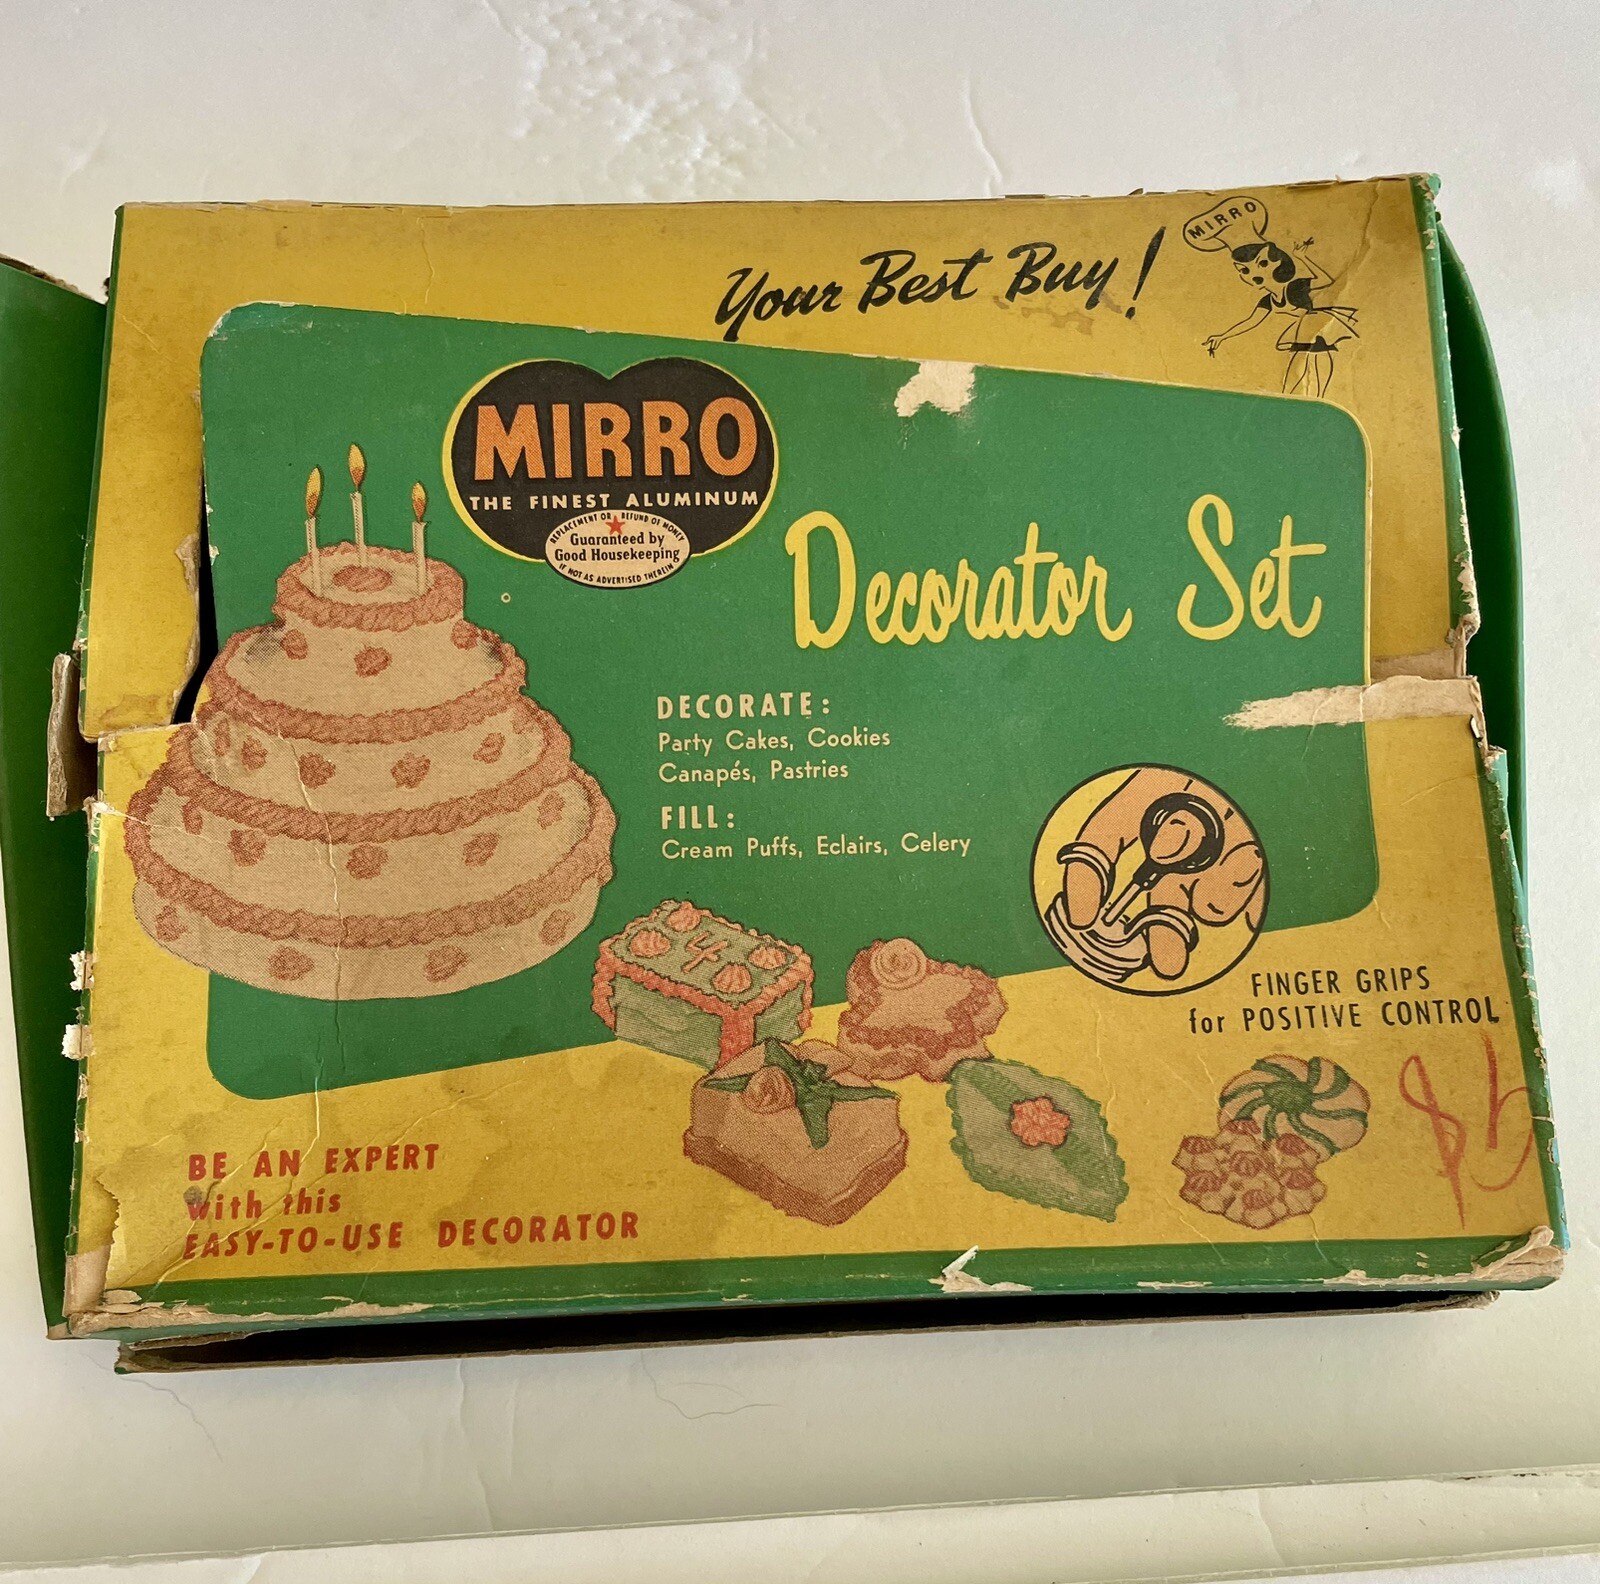 Your Best Buy!
MIRRO
MIRRO
THE FINEST ALUMINUM
REPLACEMENT OR REFUND OF MONEY
Guaranteed by
Good Housekeeping
IF NOT AS ADVERTISED THEREIN
Decorator Set
DECORATE:
Party Cakes, Cookies
Canapés, Pastries
FILL:
Cream Puffs, Eclairs, Celery
4
FINGER GRIPS
for POSITIVE CONTROL
BE AN EXPERT
with this
EASY-TO-USE DECORATOR